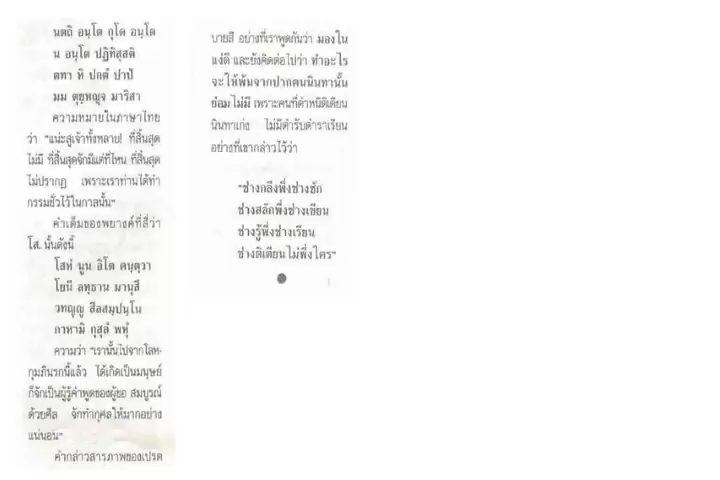 นตถิ อนฺโต กุโต อนฺโต
น อนฺโต ปฏิทิสฺสติ
ตทา หิ ปกตํ ปาปํ
มม ตุยฺหญฺจ มาริสา
ความหมายในภาษาไทย
ว่า "แน่ะสูเจ้าทั้งหลาย! ที่สิ้นสุด
ไม่มี ที่สิ้นสุดจักมีแต่ที่ไหน ที่สิ้นสุด
ไม่ปรากฏ เพราะเราท่านได้ทำ
กรรมชั่วไว้ในกาลนั้น"
คำเต็มของพยางค์ที่สี่ว่า
โส. นั้นดังนี้
โสหํ นูน อิโต คนฺตฺวา
โยนึ ลทฺธาน มานุสึ
วทญฺญู สีลสมฺปนฺโน
กาหามิ กุสลํ พหุํ
ความว่า "เรานั้นไปจากโลห-
กุมภีนรกนี้แล้ว ได้เกิดเป็นมนุษย์
ก็จักเป็นผู้รู้คำพูดของผู้ขอ สมบูรณ์
ด้วยศีล จักทำกุศลให้มากอย่าง
แน่นอน"
คำกล่าวสารภาพของเปรต
บายสี อย่างที่เราพูดกันว่า มองใน
แง่ดี และยังคิดต่อไปว่า ทำอะไร
จะให้พ้นจากปากคนนินทานั้น
ย่อมไม่มี เพราะคนที่ตำหนิติเตียน
นินทาเก่ง ไม่มีตำรับตำราเรียน
อย่างที่เขากล่าวไว้ว่า
"ช่างกลึงพึ่งช่างชัก
ช่างสลักพึ่งช่างเขียน
ช่างรู้พึ่งช่างเรียน
ช่างติเตียนไม่พึ่งใคร"